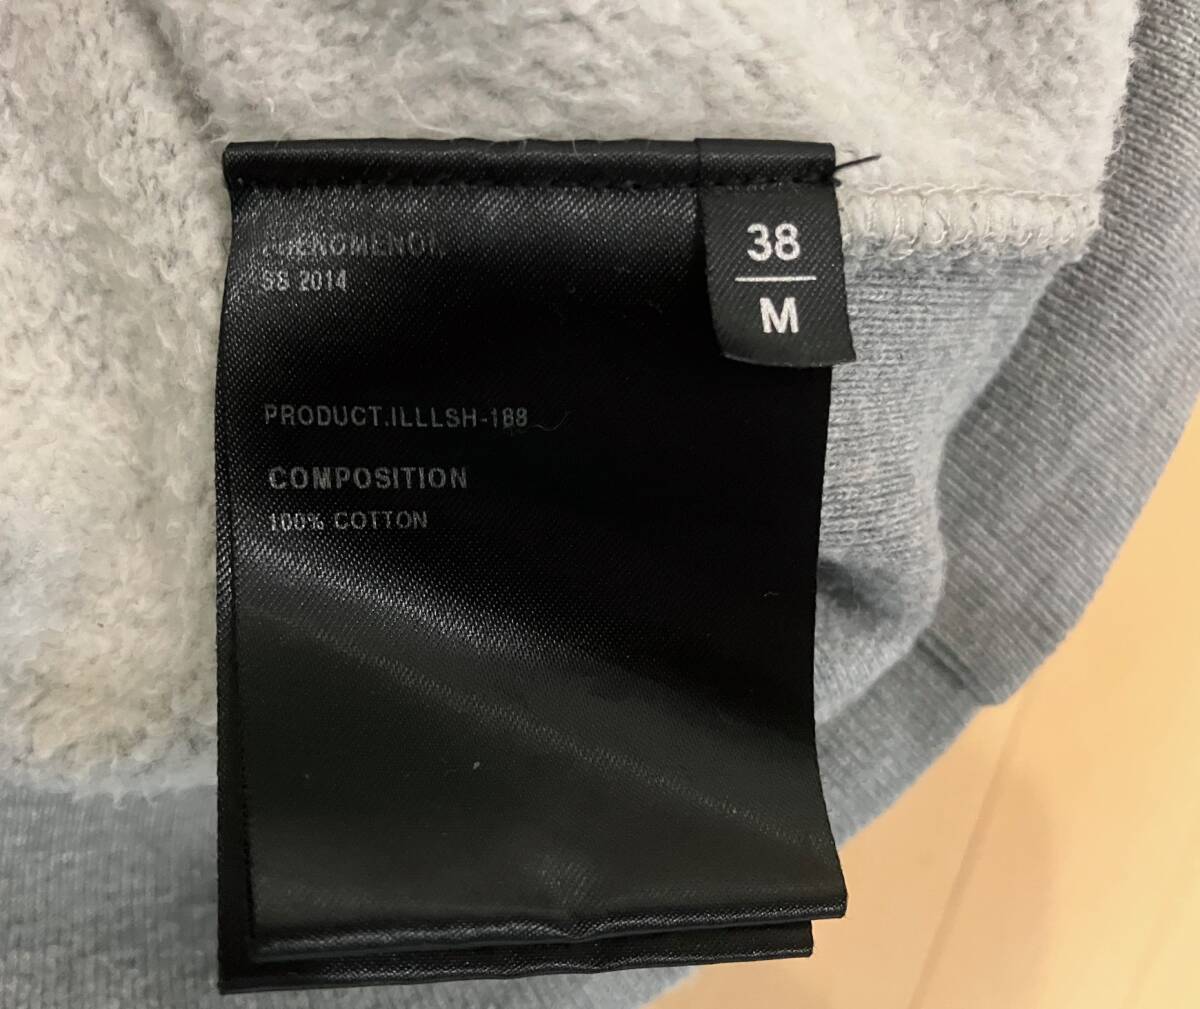 PHENOMENON
SS 2014
38
M
PRODUCT.ILLLSH-188
COMPOSITION
100% COTTON